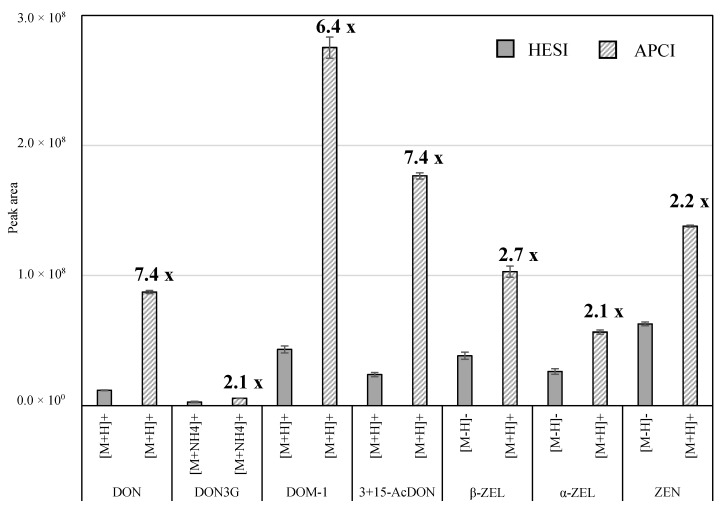 3.0 × 10⁸
6.4 x
HESI
APCI
2.0 × 10⁸
7.4 x
2.2 x
Peak area
2.7 x
7.4 x
1.0 × 10⁸
2.1 x
2.1 x
0.0 × 10⁰
[M+H]+ [M+H]+ [M+NH4]+ [M+NH4]+ [M+H]+ [M+H]+ [M+H]+ [M+H]+ [M-H]- [M+H]+ [M-H]- [M+H]+ [M-H]- [M+H]+
DON DON3G DOM-1 3+15-AcDON β-ZEL α-ZEL ZEN